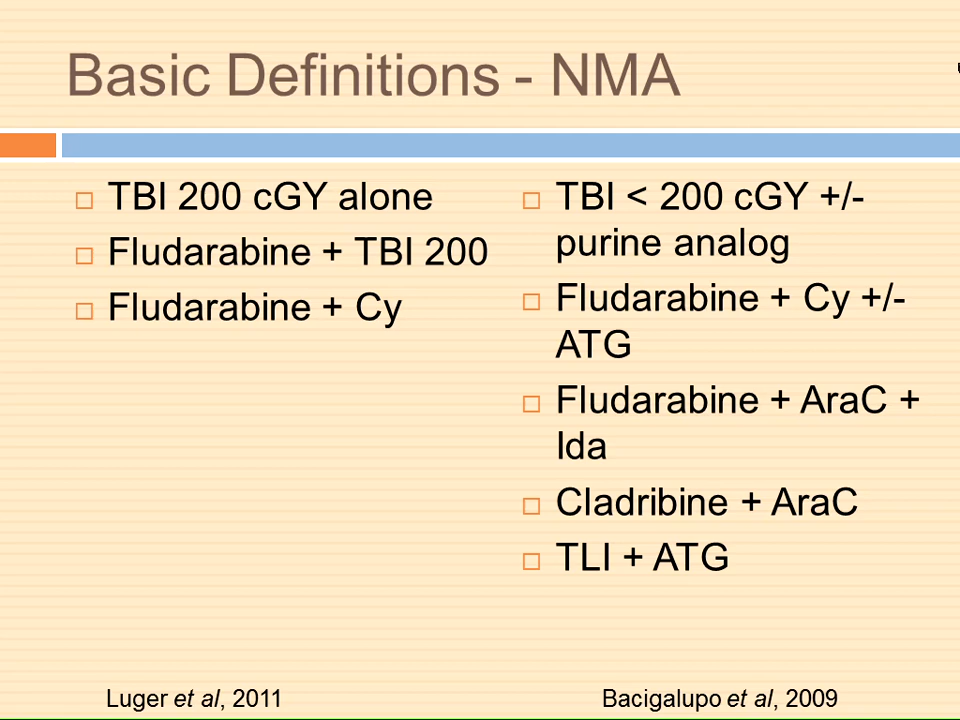 Basic Definitions - NMA
TBI 200 cGY alone
Fludarabine + TBI 200
Fludarabine + Cy
TBI < 200 cGY +/-
purine analog
Fludarabine + Cy +/-
ATG
Fludarabine + AraC +
Ida
Cladribine + AraC
TLI + ATG
Luger et al, 2011
Bacigalupo et al, 2009